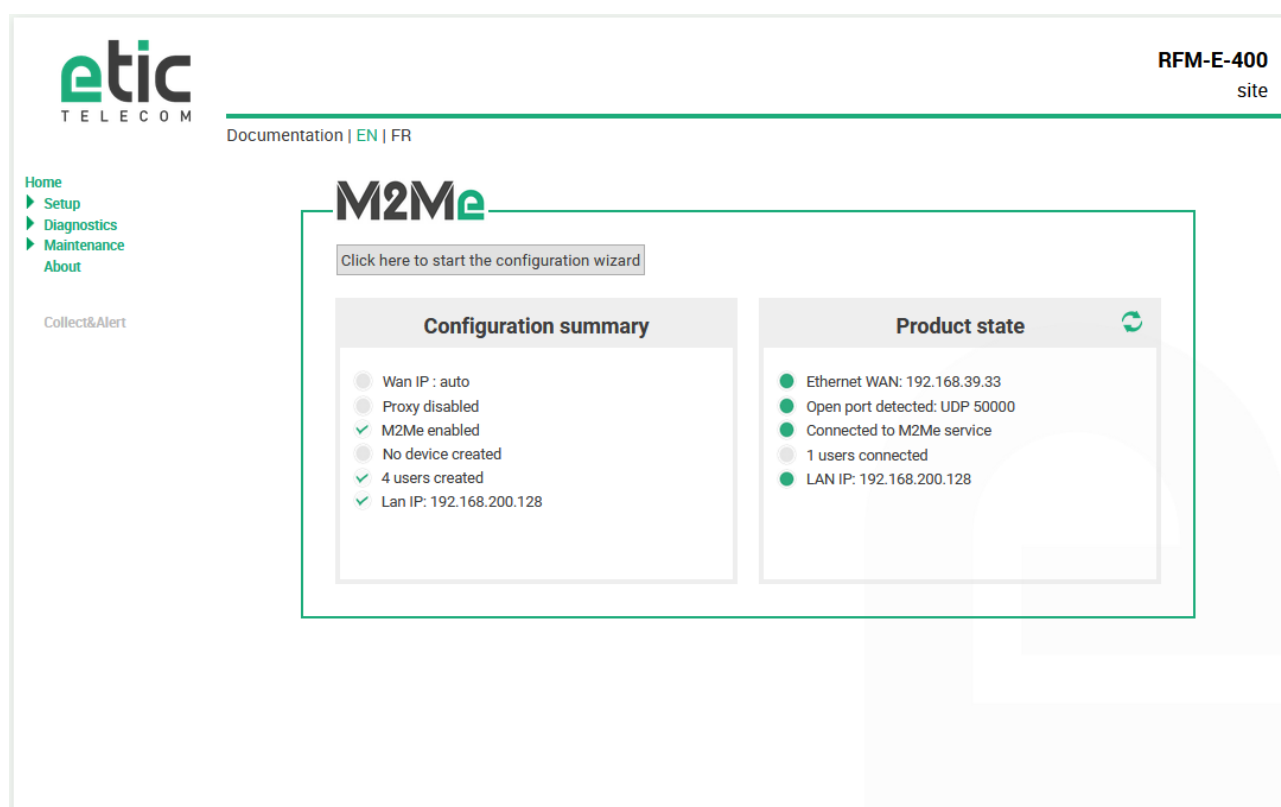 etic
TELECOM
RFM-E-400
site
Documentation | EN | FR
Home
Setup
Diagnostics
Maintenance
About
Collect&Alert
M2Me
Click here to start the configuration wizard
Configuration summary
Wan IP : auto
Proxy disabled
M2Me enabled
No device created
4 users created
Lan IP: 192.168.200.128
Product state
Ethernet WAN: 192.168.39.33
Open port detected: UDP 50000
Connected to M2Me service
1 users connected
LAN IP: 192.168.200.128